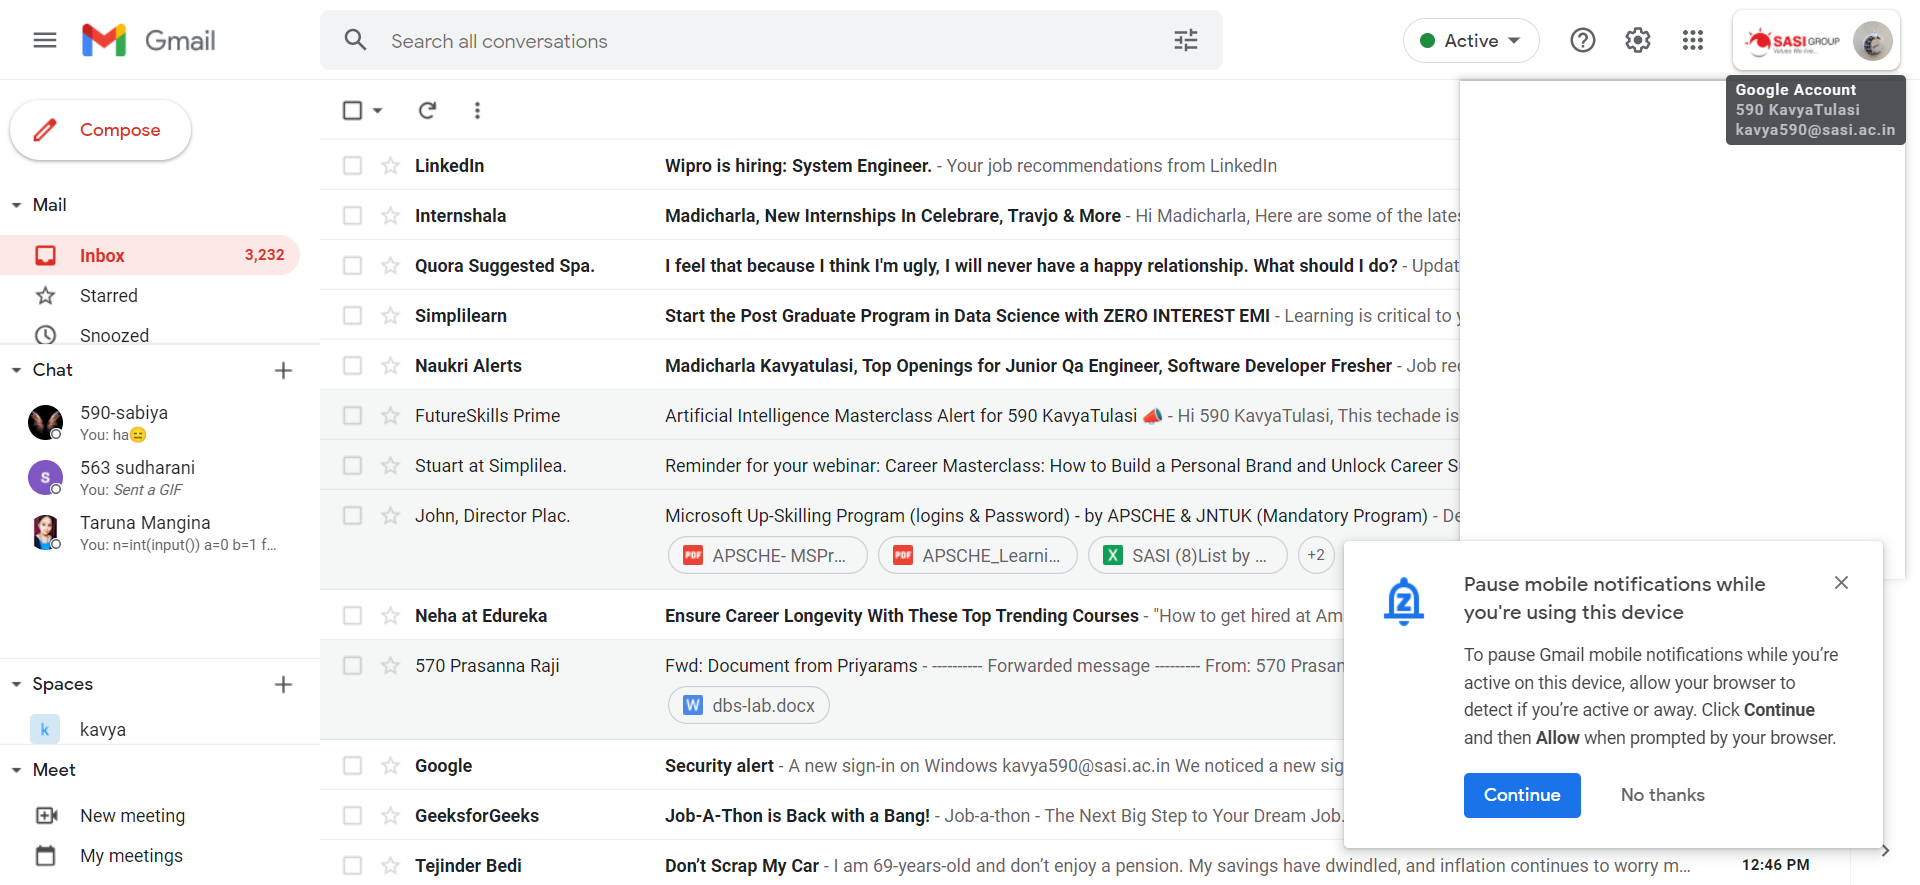 Gmail
Search all conversations
Active
SASI GROUP
Google Account
590 KavyaTulasi
kavya590@sasi.ac.in
Compose
Mail
Inbox 3,232
Starred
Snoozed
Chat
590-sabiya
You: ha😑
S
563 sudharani
You: Sent a GIF
Taruna Mangina
You: n=int(input()) a=0 b=1 f...
Spaces
k kavya
Meet
New meeting
My meetings
LinkedIn Wipro is hiring: System Engineer. - Your job recommendations from LinkedIn
Internshala Madicharla, New Internships In Celebrare, Travjo & More - Hi Madicharla, Here are some of the lates
Quora Suggested Spa. I feel that because I think I'm ugly, I will never have a happy relationship. What should I do? - Updat
Simplilearn Start the Post Graduate Program in Data Science with ZERO INTEREST EMI - Learning is critical to y
Naukri Alerts Madicharla Kavyatulasi, Top Openings for Junior Qa Engineer, Software Developer Fresher - Job rec
FutureSkills Prime Artificial Intelligence Masterclass Alert for 590 KavyaTulasi 📣 - Hi 590 KavyaTulasi, This techade is
Stuart at Simplilea. Reminder for your webinar: Career Masterclass: How to Build a Personal Brand and Unlock Career S
John, Director Plac. Microsoft Up-Skilling Program (logins & Password) - by APSCHE & JNTUK (Mandatory Program) - De
PDF APSCHE- MSPr... PDF APSCHE_Learni... X SASI (8)List by ... +2
Neha at Edureka Ensure Career Longevity With These Top Trending Courses - "How to get hired at Am
570 Prasanna Raji Fwd: Document from Priyarams - ---------- Forwarded message --------- From: 570 Prasan
W dbs-lab.docx
Google Security alert - A new sign-in on Windows kavya590@sasi.ac.in We noticed a new sig
GeeksforGeeks Job-A-Thon is Back with a Bang! - Job-a-thon - The Next Big Step to Your Dream Job.
Tejinder Bedi Don't Scrap My Car - I am 69-years-old and don't enjoy a pension. My savings have dwindled, and inflation continues to worry m... 12:46 PM
Z
Pause mobile notifications while
you're using this device
To pause Gmail mobile notifications while you're
active on this device, allow your browser to
detect if you're active or away. Click Continue
and then Allow when prompted by your browser.
Continue No thanks